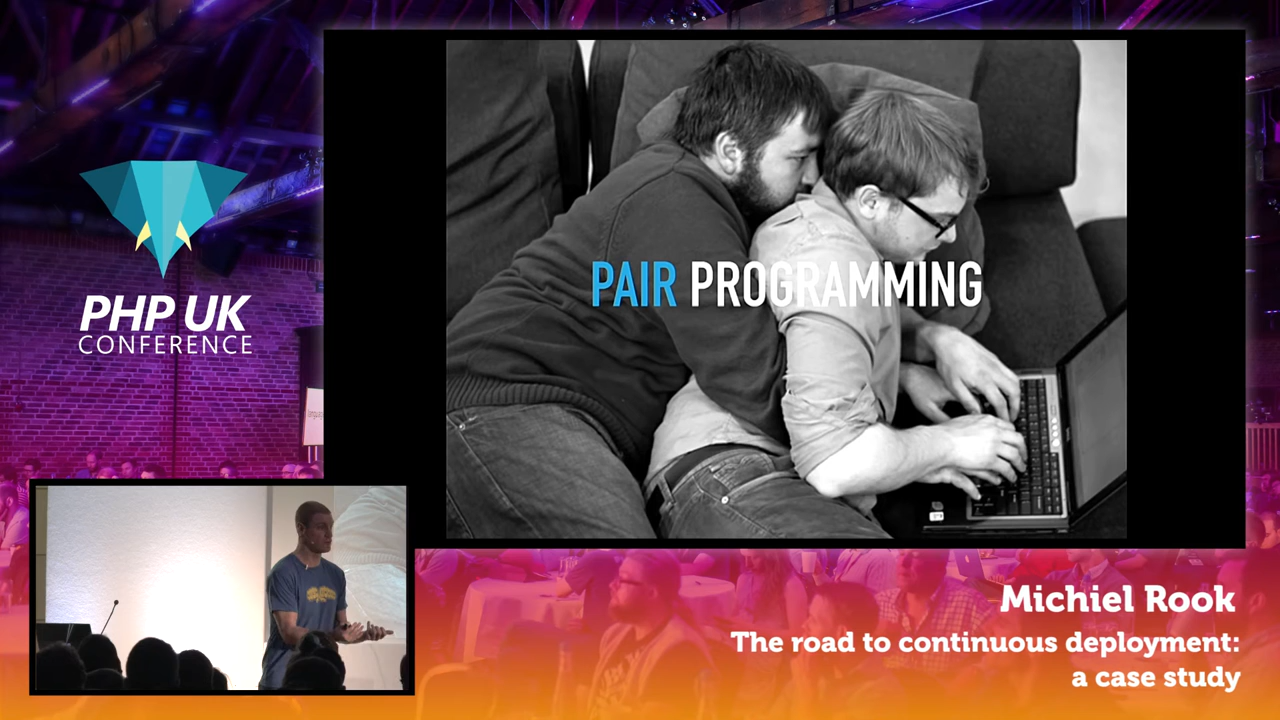 PAIR PROGRAMMING
PHP UK
CONFERENCE
Michiel Rook
The road to continuous deployment:
a case study